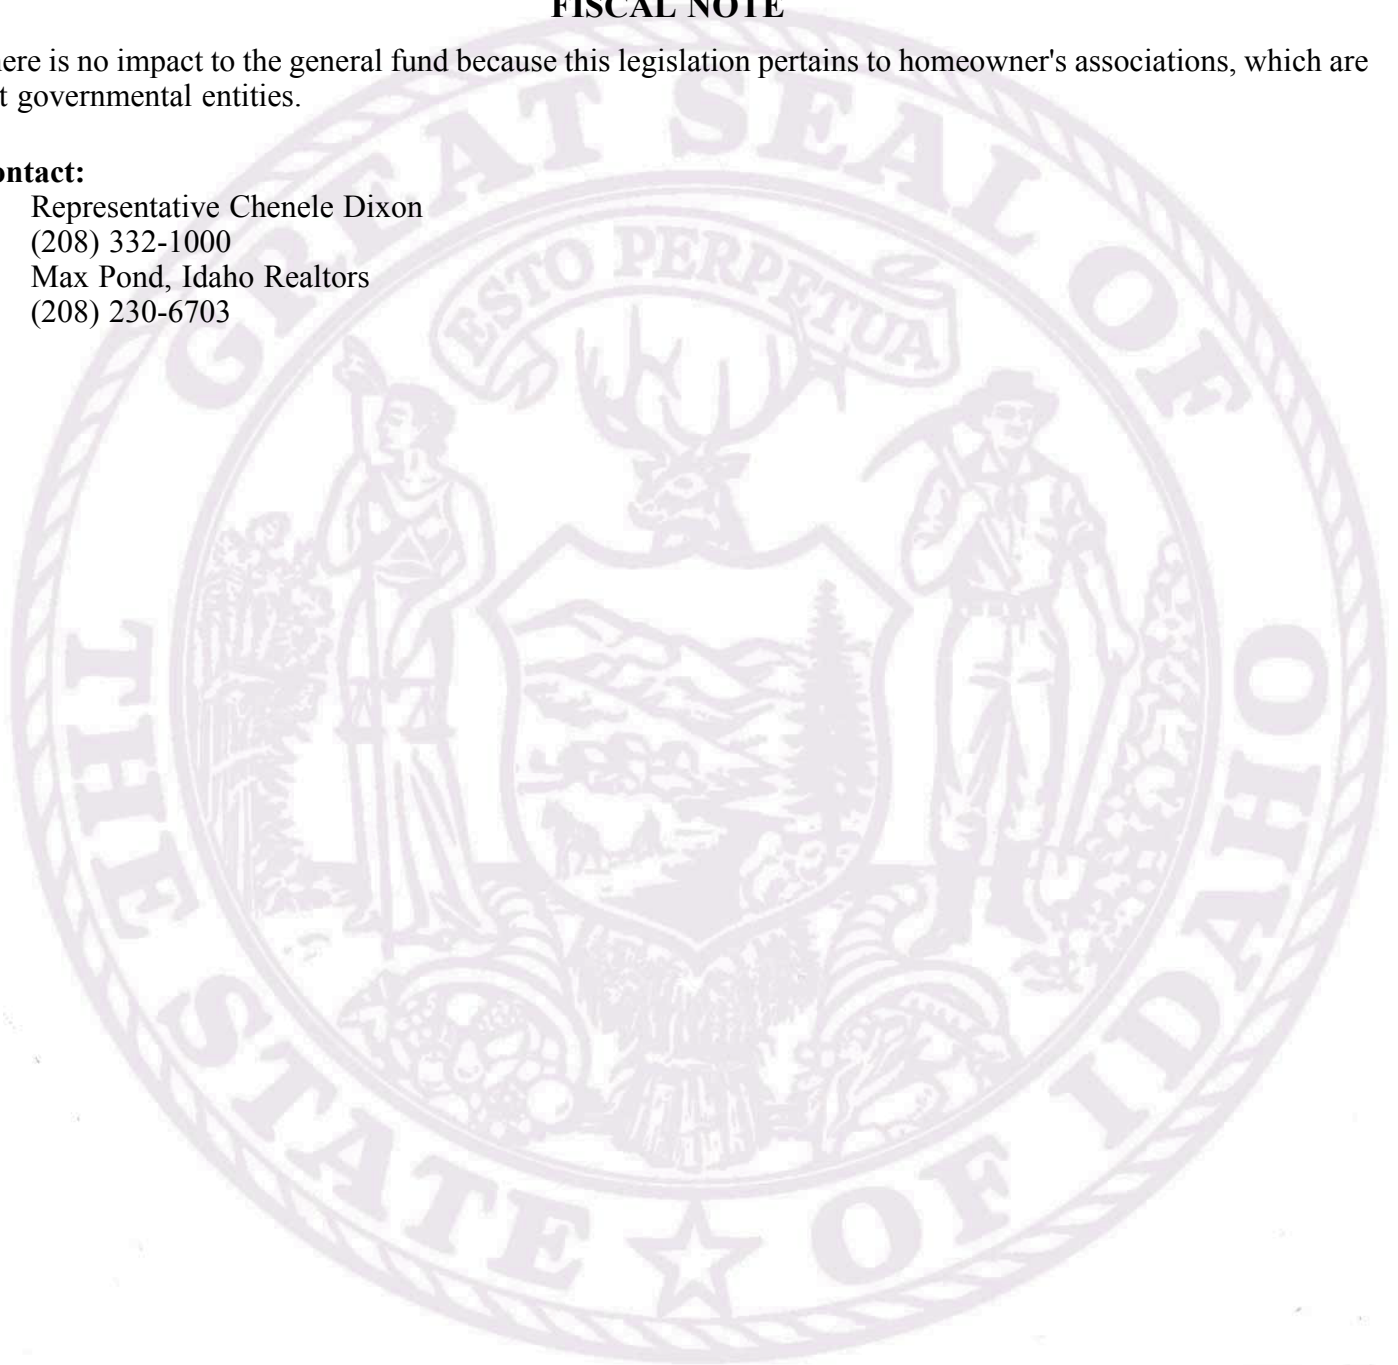 FISCAL NOTE
here is no impact to the general fund because this legislation pertains to homeowner's associations, which are
t governmental entities.
ontact:
Representative Chenele Dixon
(208) 332-1000
Max Pond, Idaho Realtors
(208) 230-6703
GREAT SEAL OF
THE STATE OF IDAHO
ESTO PERPETUA